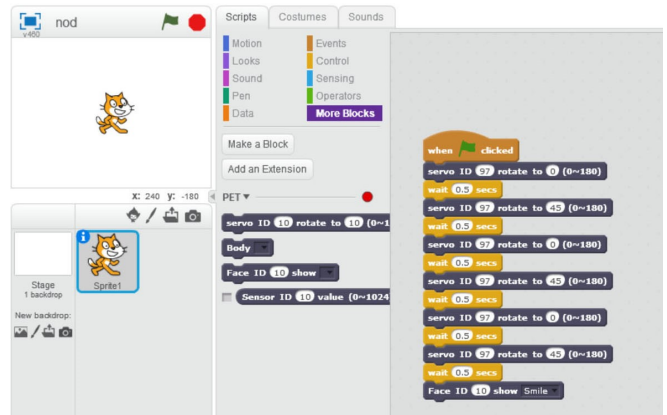 nod
v460
Scripts Costumes Sounds
Motion Events
Looks Control
Sound Sensing
Pen Operators
Data More Blocks
Make a Block
Add an Extension
x: 240 y: -180
PET
servo ID 10 rotate to 10 (0~1
Body
Face ID 10 show
Sensor ID 10 value (0~1024
Stage
1 backdrop
New backdrop:
Sprite1
when clicked
servo ID 97 rotate to 0 (0~180)
wait 0.5 secs
servo ID 97 rotate to 45 (0~180)
wait 0.5 secs
servo ID 97 rotate to 0 (0~180)
wait 0.5 secs
servo ID 97 rotate to 45 (0~180)
wait 0.5 secs
servo ID 97 rotate to 0 (0~180)
wait 0.5 secs
servo ID 97 rotate to 45 (0~180)
wait 0.5 secs
Face ID 10 show Smile